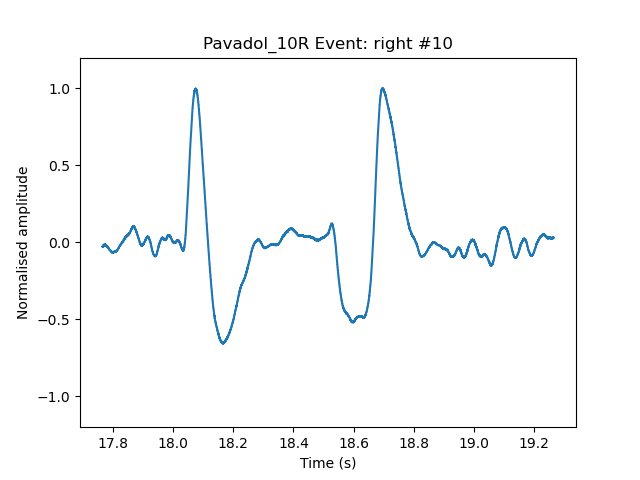 Pavadol_10R Event: right #10
Normalised amplitude
1.0
0.5
0.0
−0.5
−1.0
17.8 18.0 18.2 18.4 18.6 18.8 19.0 19.2
Time (s)